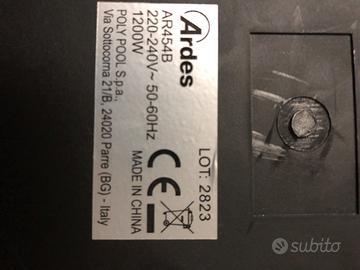 Ardes
AR454B
220-240V~ 50-60Hz
1200W
POLY POOL S.p.a.,
Via Sottocorna 21/B, 24020 Parre (BG) - Italy
LOT: 2823
CE
MADE IN CHINA
subito